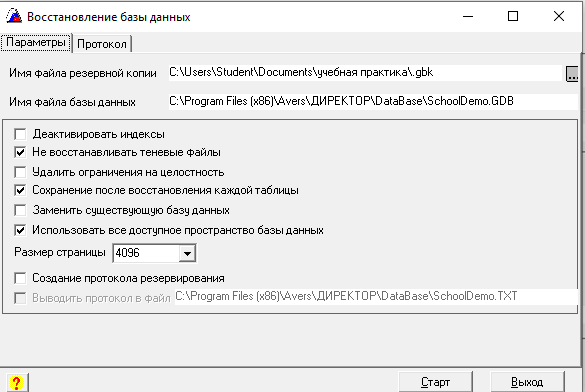 Восстановление базы данных
Параметры Протокол
Имя файла резервной копии C:\Users\Student\Documents\учебная практика\.gbk ...
Имя файла базы данных C:\Program Files (x86)\Avers\ДИРЕКТОР\DataBase\SchoolDemo.GDB
Деактивировать индексы
Не восстанавливать теневые файлы
Удалить ограничения на целостность
Сохранение после восстановления каждой таблицы
Заменить существующую базу данных
Использовать все доступное пространство базы данных
Размер страницы 4096
Создание протокола резервирования
Выводить протокол в файл C:\Program Files (x86)\Avers\ДИРЕКТОР\DataBase\SchoolDemo.TXT
? Старт Выход